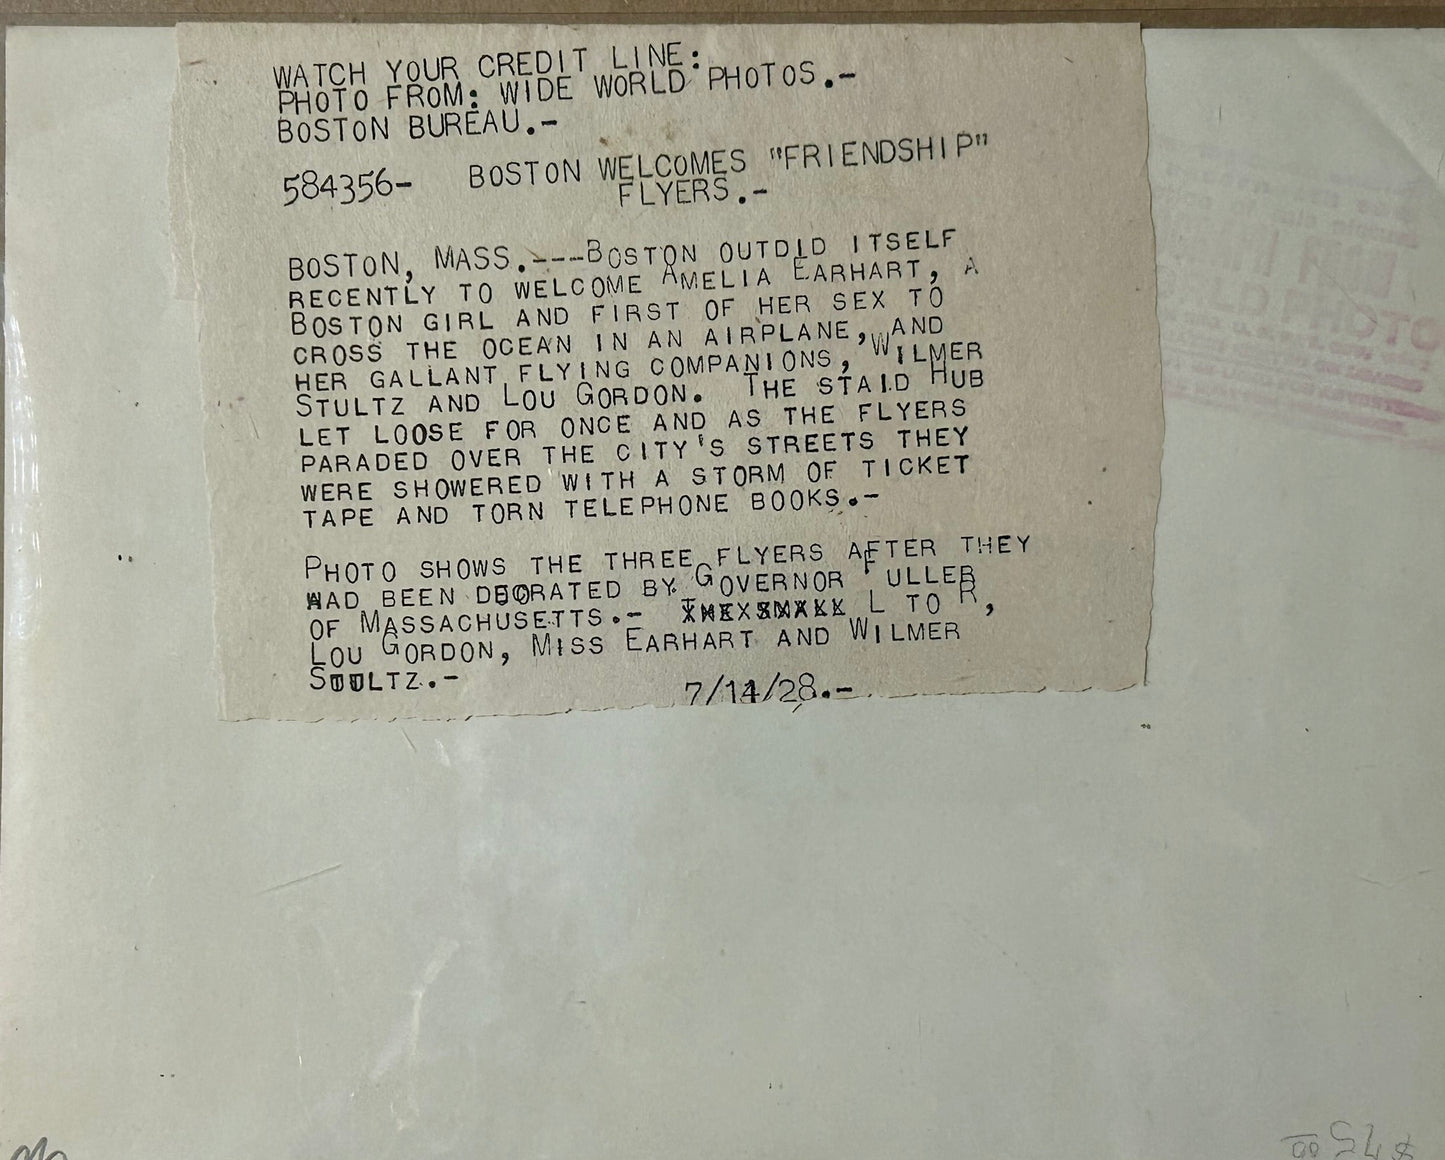 WATCH YOUR CREDIT LINE:
PHOTO FROM: WIDE WORLD PHOTOS.-
BOSTON BUREAU.-
584356- BOSTON WELCOMES "FRIENDSHIP"
FLYERS.-
BOSTON, MASS.----BOSTON OUTDID ITSELF
RECENTLY TO WELCOME AMELIA EARHART, A
BOSTON GIRL AND FIRST OF HER SEX TO
CROSS THE OCEAN IN AN AIRPLANE, AND
HER GALLANT FLYING COMPANIONS, WILMER
STULTZ AND LOU GORDON. THE STAID HUB
LET LOOSE FOR ONCE AND AS THE FLYERS
PARADED OVER THE CITY'S STREETS THEY
WERE SHOWERED WITH A STORM OF TICKET
TAPE AND TORN TELEPHONE BOOKS.-
PHOTO SHOWS THE THREE FLYERS AFTER THEY
HAD BEEN DECORATED BY GOVERNOR FULLER
OF MASSACHUSETTS.- L TO R,
LOU GORDON, MISS EARHART AND WILMER
STULTZ.-
7/14/28.-